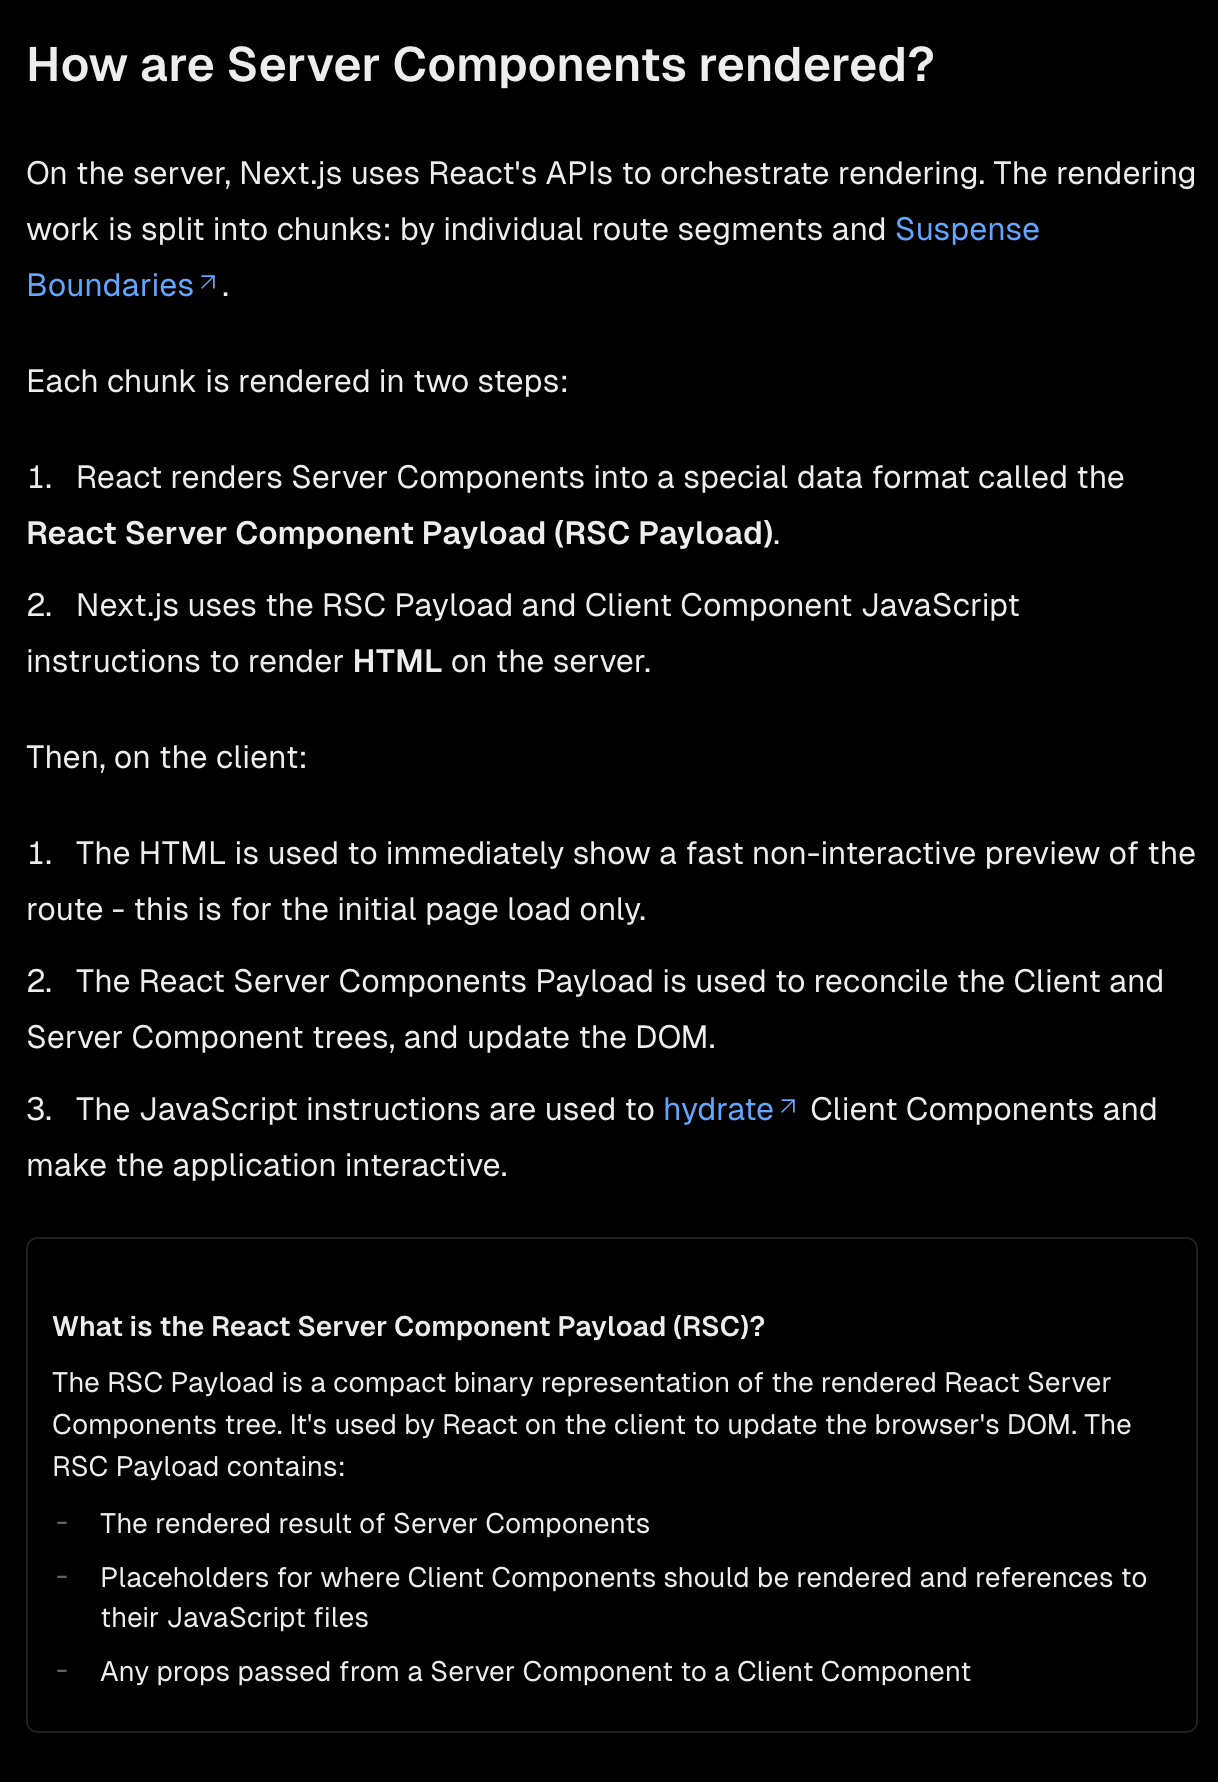 How are Server Components rendered?
On the server, Next.js uses React's APIs to orchestrate rendering. The rendering
work is split into chunks: by individual route segments and Suspense
Boundaries↗.
Each chunk is rendered in two steps:
1. React renders Server Components into a special data format called the
React Server Component Payload (RSC Payload).
2. Next.js uses the RSC Payload and Client Component JavaScript
instructions to render HTML on the server.
Then, on the client:
1. The HTML is used to immediately show a fast non-interactive preview of the
route - this is for the initial page load only.
2. The React Server Components Payload is used to reconcile the Client and
Server Component trees, and update the DOM.
3. The JavaScript instructions are used to hydrate↗ Client Components and
make the application interactive.
What is the React Server Component Payload (RSC)?
The RSC Payload is a compact binary representation of the rendered React Server
Components tree. It's used by React on the client to update the browser's DOM. The
RSC Payload contains:
- The rendered result of Server Components
- Placeholders for where Client Components should be rendered and references to
their JavaScript files
- Any props passed from a Server Component to a Client Component